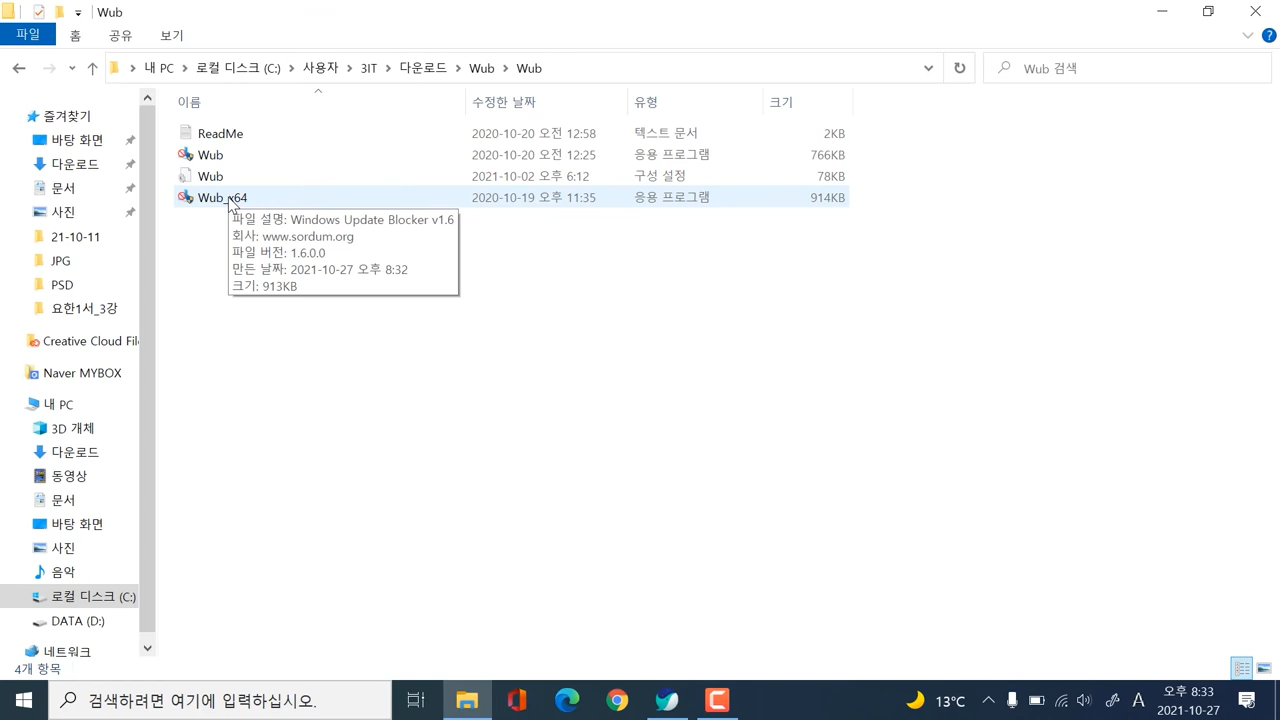 Wub
파일
홈
공유
보기
내 PC
로컬 디스크 (C:)
사용자
3IT
다운로드
Wub
Wub
Wub 검색
이름
수정한 날짜
유형
크기
ReadMe
2020-10-20 오전 12:58
텍스트 문서
2KB
Wub
2020-10-20 오전 12:25
응용 프로그램
766KB
Wub
2021-10-02 오후 6:12
구성 설정
78KB
Wub_x64
2020-10-19 오후 11:35
응용 프로그램
914KB
파일 설명: Windows Update Blocker v1.6
회사: www.sordum.org
파일 버전: 1.6.0.0
만든 날짜: 2021-10-27 오후 8:32
크기: 913KB
즐겨찾기
바탕 화면
다운로드
문서
사진
21-10-11
JPG
PSD
요한1서_3강
Creative Cloud Fil
Naver MYBOX
내 PC
3D 개체
다운로드
동영상
문서
바탕 화면
사진
음악
로컬 디스크 (C:)
DATA (D:)
네트워크
4개 항목
검색하려면 여기에 입력하십시오.
13°C
A
오후 8:33
2021-10-27